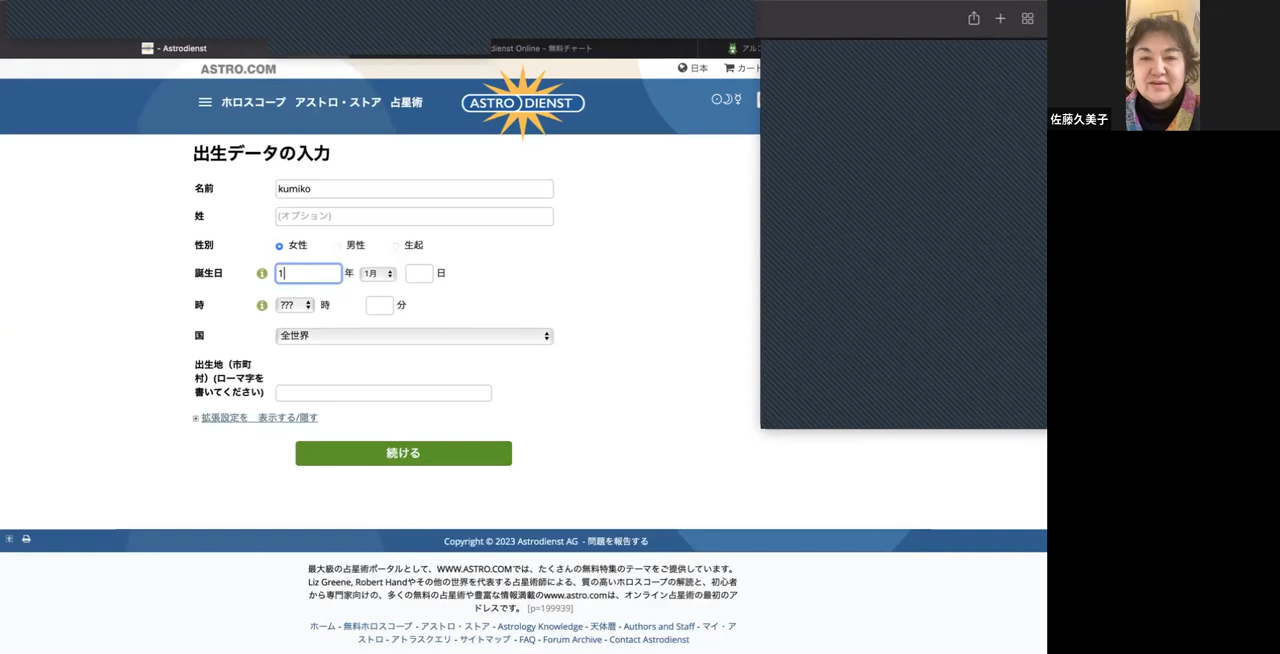 - Astrodienst
dienst Online - 無料チャート
アルゴ
ASTRO.COM
日本
カート
ホロスコープ アストロ・ストア 占星術
ASTRO DIENST
佐藤久美子
出生データの入力
名前 kumiko
姓 (オプション)
性別 女性 男性 生起
誕生日 1 年 1月 日
時 ??? 時 分
国 全世界
出生地（市町
村）(ローマ字を
書いてください)
拡張設定を 表示する/隠す
続ける
Copyright © 2023 Astrodienst AG - 問題を報告する
最大級の占星術ポータルとして、WWW.ASTRO.COMでは、たくさんの無料特集のテーマをご提供しています。
Liz Greene, Robert Handやその他の世界を代表する占星術師による、質の高いホロスコープの解読と、初心者
から専門家向けの、多くの無料の占星術や豊富な情報満載のwww.astro.comは、オンライン占星術の最初のア
ドレスです。 [p=199939]
ホーム - 無料ホロスコープ - アストロ・ストア - Astrology Knowledge - 天体暦 - Authors and Staff - マイ・ア
ストロ - アトラスクエリ - サイトマップ - FAQ - Forum Archive - Contact Astrodienst